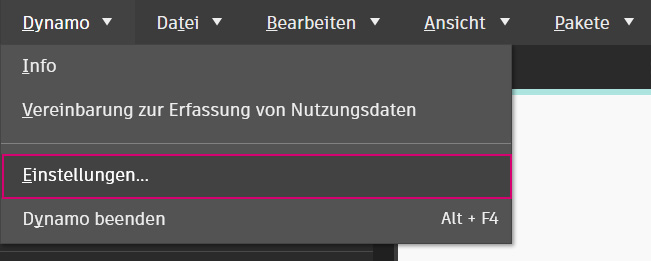 Dynamo Datei Bearbeiten Ansicht Pakete
Info
Vereinbarung zur Erfassung von Nutzungsdaten
Einstellungen...
Dynamo beenden Alt + F4